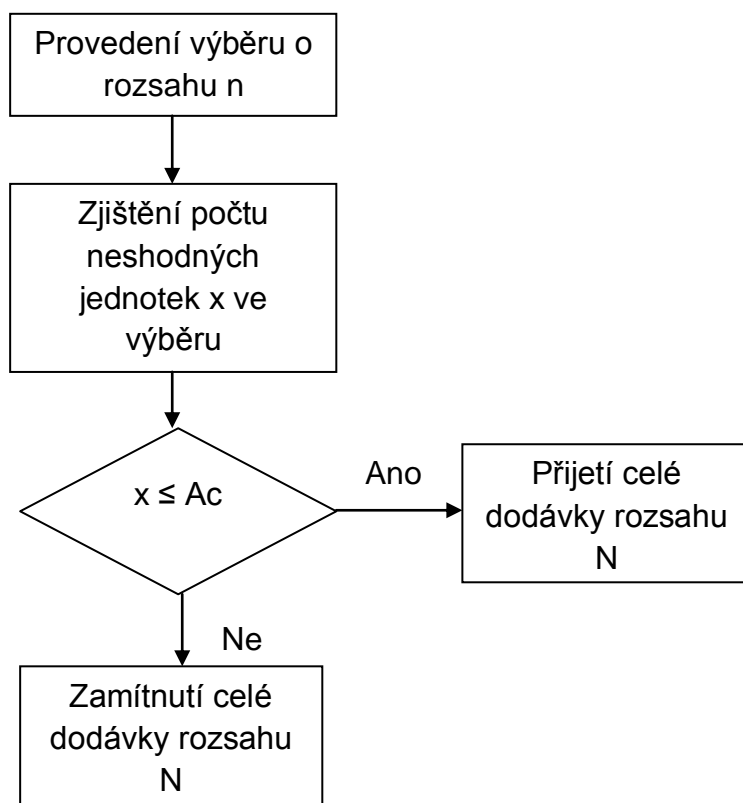 Provedení výběru o
rozsahu n
Zjištění počtu
neshodných
jednotek x ve
výběru
x ≤ Ac
Ano
Přijetí celé
dodávky rozsahu
N
Ne
Zamítnutí celé
dodávky rozsahu
N